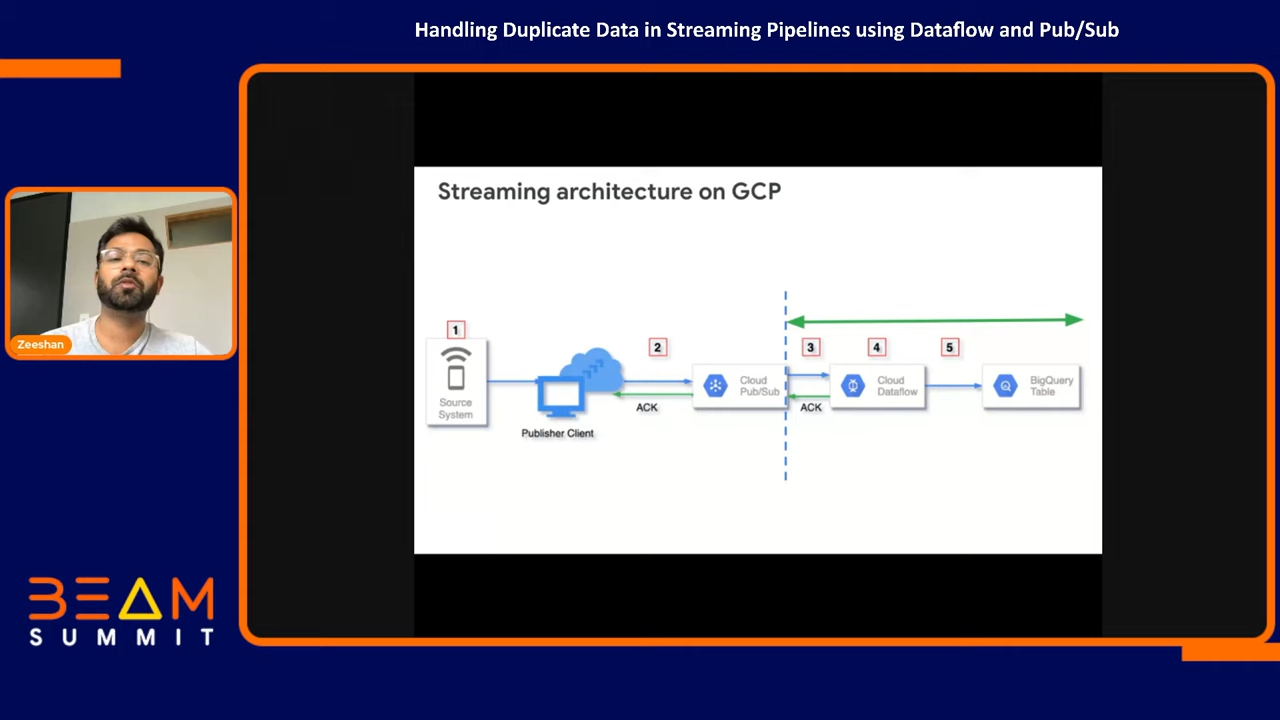 Handling Duplicate Data in Streaming Pipelines using Dataflow and Pub/Sub
Streaming architecture on GCP
1
2
3
4
5
Source
System
Publisher Client
ACK
Cloud
Pub/Sub
ACK
Cloud
Dataflow
BigQuery
Table
Zeeshan
BEAM
SUMMIT